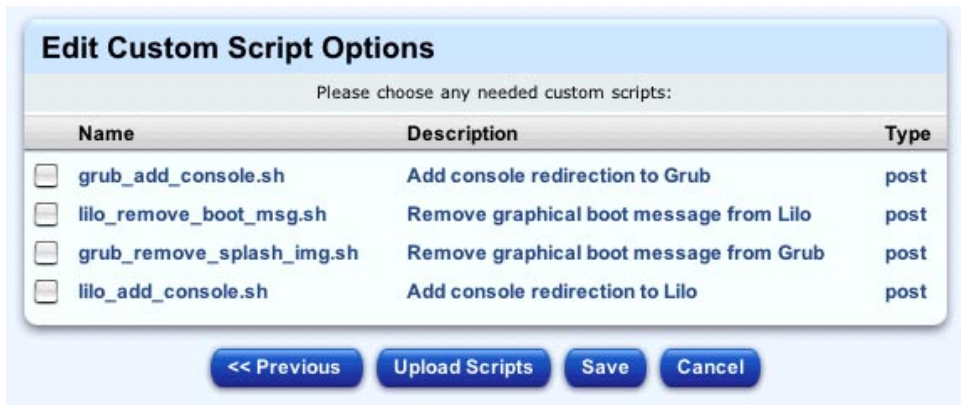 Edit Custom Script Options
Please choose any needed custom scripts:
Name Description Type
grub_add_console.sh Add console redirection to Grub post
lilo_remove_boot_msg.sh Remove graphical boot message from Lilo post
grub_remove_splash_img.sh Remove graphical boot message from Grub post
lilo_add_console.sh Add console redirection to Lilo post
<< Previous Upload Scripts Save Cancel